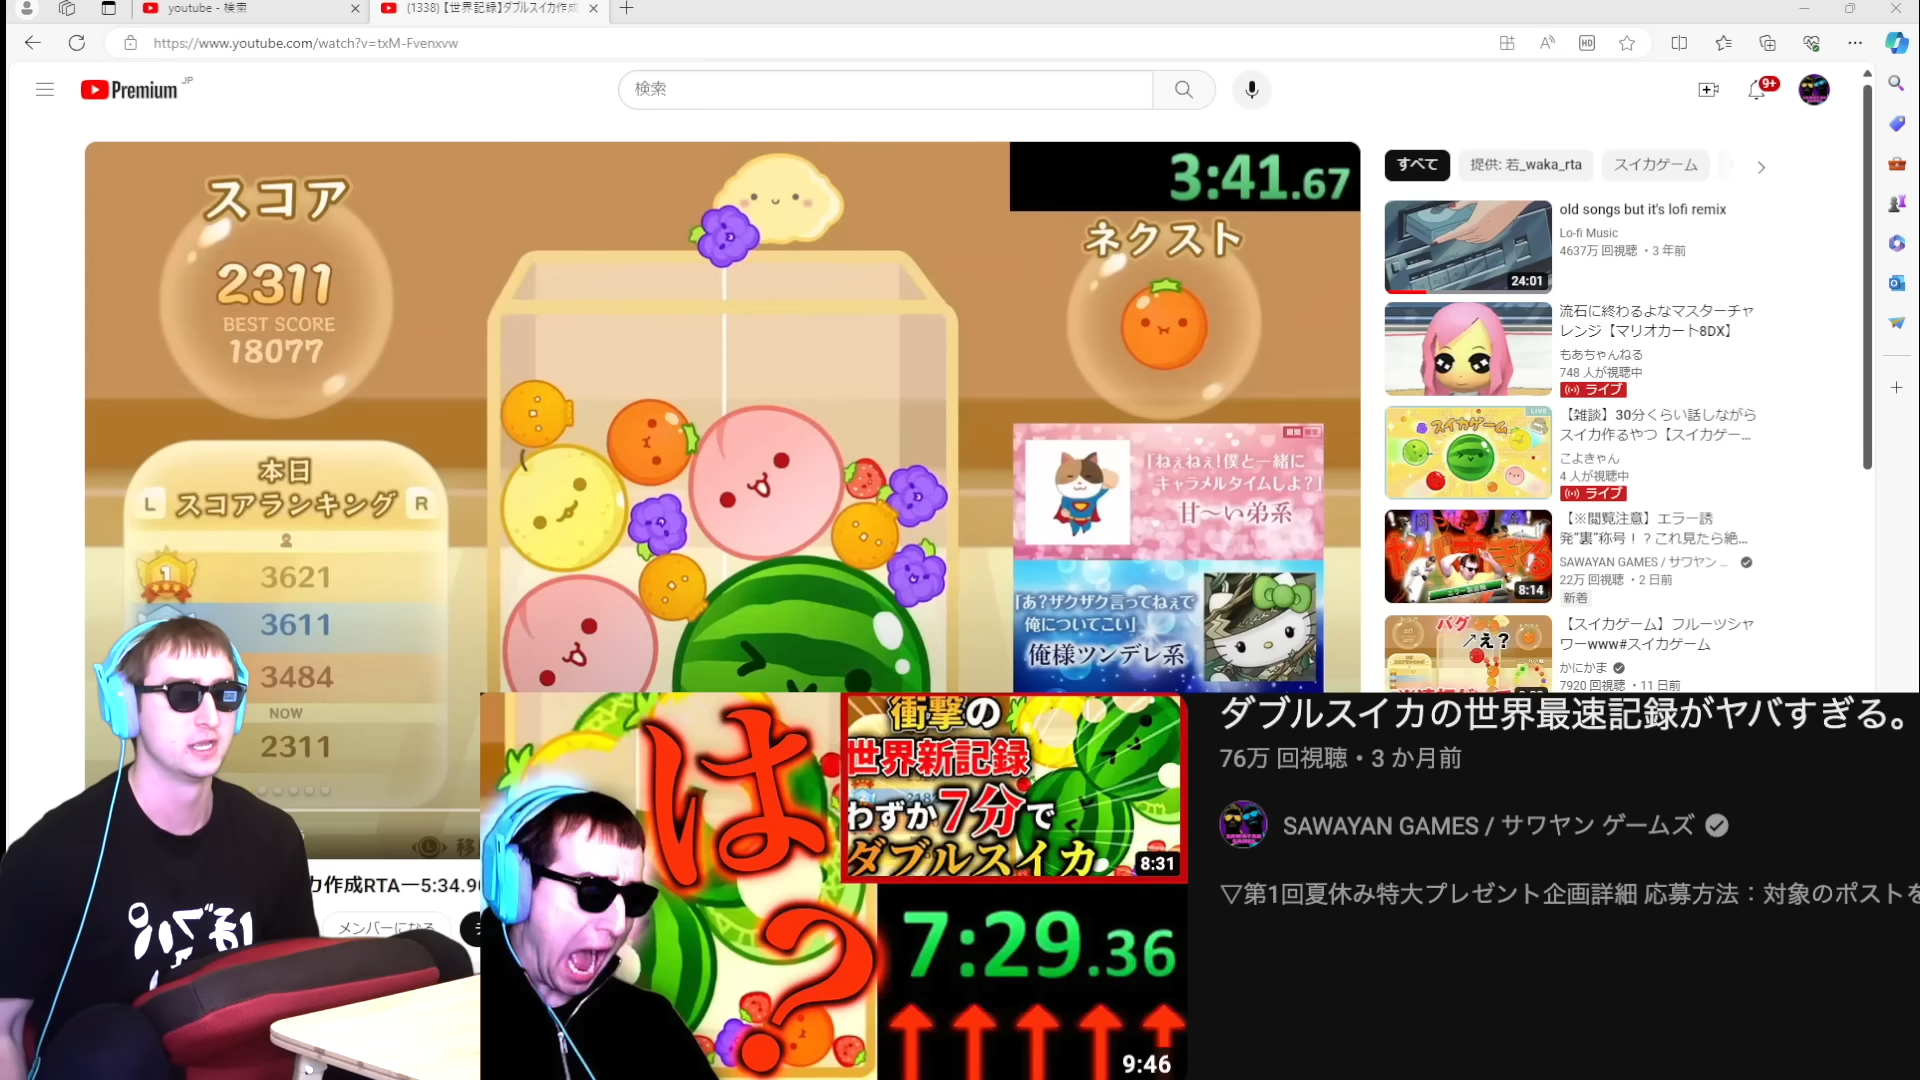 youtube - 検索
(1338) 【世界記録】ダブルスイカ作成
https://www.youtube.com/watch?v=txM-Fvenxvw
Premium JP
検索
9+
スコア
2311
BEST SCORE
18077
3:41.67
ネクスト
本日
L スコアランキング R
1
3621
3611
3484
NOW
2311
「ねぇねぇ!僕と一緒に
キャラメルタイムしよ?」
甘〜い弟系
「あ?ザクザク言ってねぇで
俺についてこい」
俺様ツンデレ系
すべて
提供: 若_waka_rta
スイカゲーム
old songs but it's lofi remix
Lo-fi Music
4637万 回視聴・3 年前
24:01
流石に終わるよなマスターチャ
レンジ【マリオカート8DX】
もあちゃんねる
748 人が視聴中
ライブ
LIVE
スイカゲーム
【雑談】30分くらい話しながら
スイカ作るやつ【スイカゲー...
こよきゃん
4 人が視聴中
ライブ
8:14
【※閲覧注意】エラー誘
発"裏"称号！？これ見たら絶...
SAWAYAN GAMES / サワヤン ...
22万 回視聴・2 日前
新着
バグ
え?
【スイカゲーム】フルーツシャ
ワーwww#スイカゲーム
かにかま
7920 回視聴・11 日前
カ作成RTA—5:34.9
メンバーになる
移
は?
衝撃の
世界新記録
わずか7分で
ダブルスイカ
8:31
7:29.36
9:46
ダブルスイカの世界最速記録がヤバすぎる。
76万 回視聴・3 か月前
SAWAYAN GAMES / サワヤン ゲームズ
▽第1回夏休み特大プレゼント企画詳細 応募方法：対象のポストを